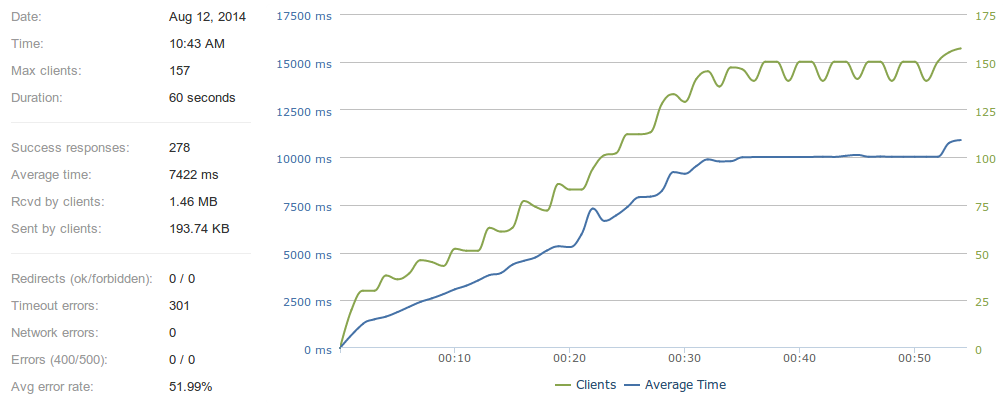 Date: Aug 12, 2014
Time: 10:43 AM
Max clients: 157
Duration: 60 seconds
Success responses: 278
Average time: 7422 ms
Rcvd by clients: 1.46 MB
Sent by clients: 193.74 KB
Redirects (ok/forbidden): 0 / 0
Timeout errors: 301
Network errors: 0
Errors (400/500): 0 / 0
Avg error rate: 51.99%
17500 ms 175
15000 ms 150
12500 ms 125
10000 ms 100
7500 ms 75
5000 ms 50
2500 ms 25
0 ms 0
00:10 00:20 00:30 00:40 00:50
Clients Average Time